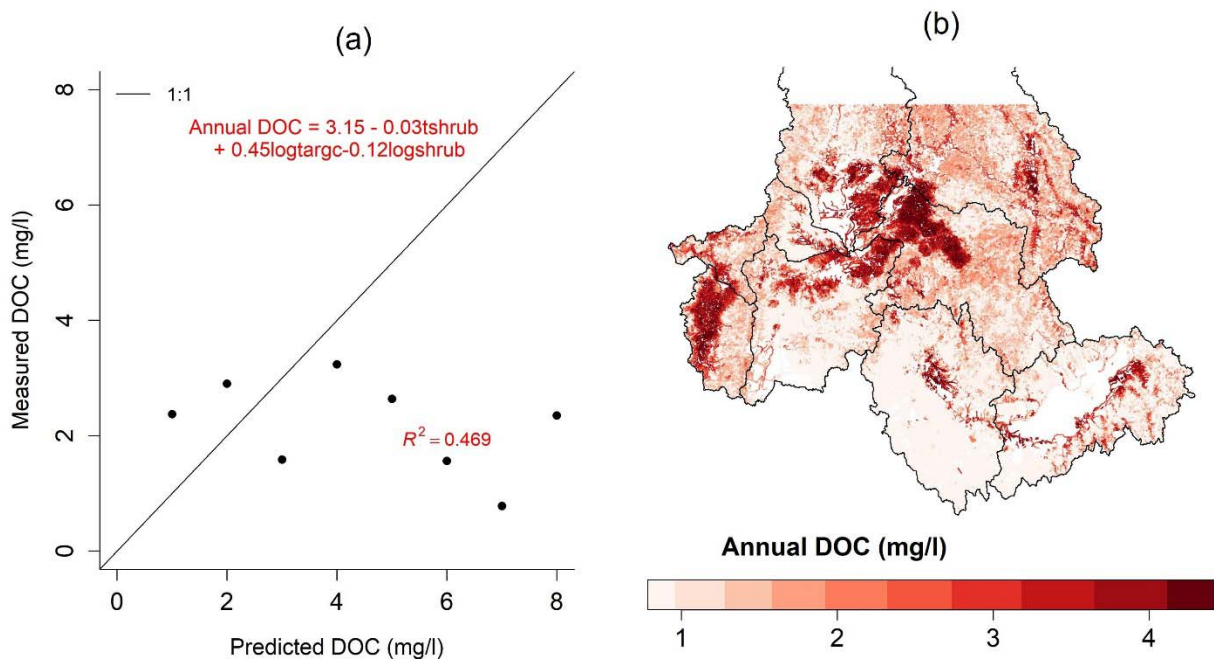 (a)
1:1
Annual DOC = 3.15 - 0.03tshrub
+ 0.45logtargc-0.12logshrub
R² = 0.469
Measured DOC (mg/l)
8
6
4
2
0
0 2 4 6 8
Predicted DOC (mg/l)
(b)
Annual DOC (mg/l)
1 2 3 4